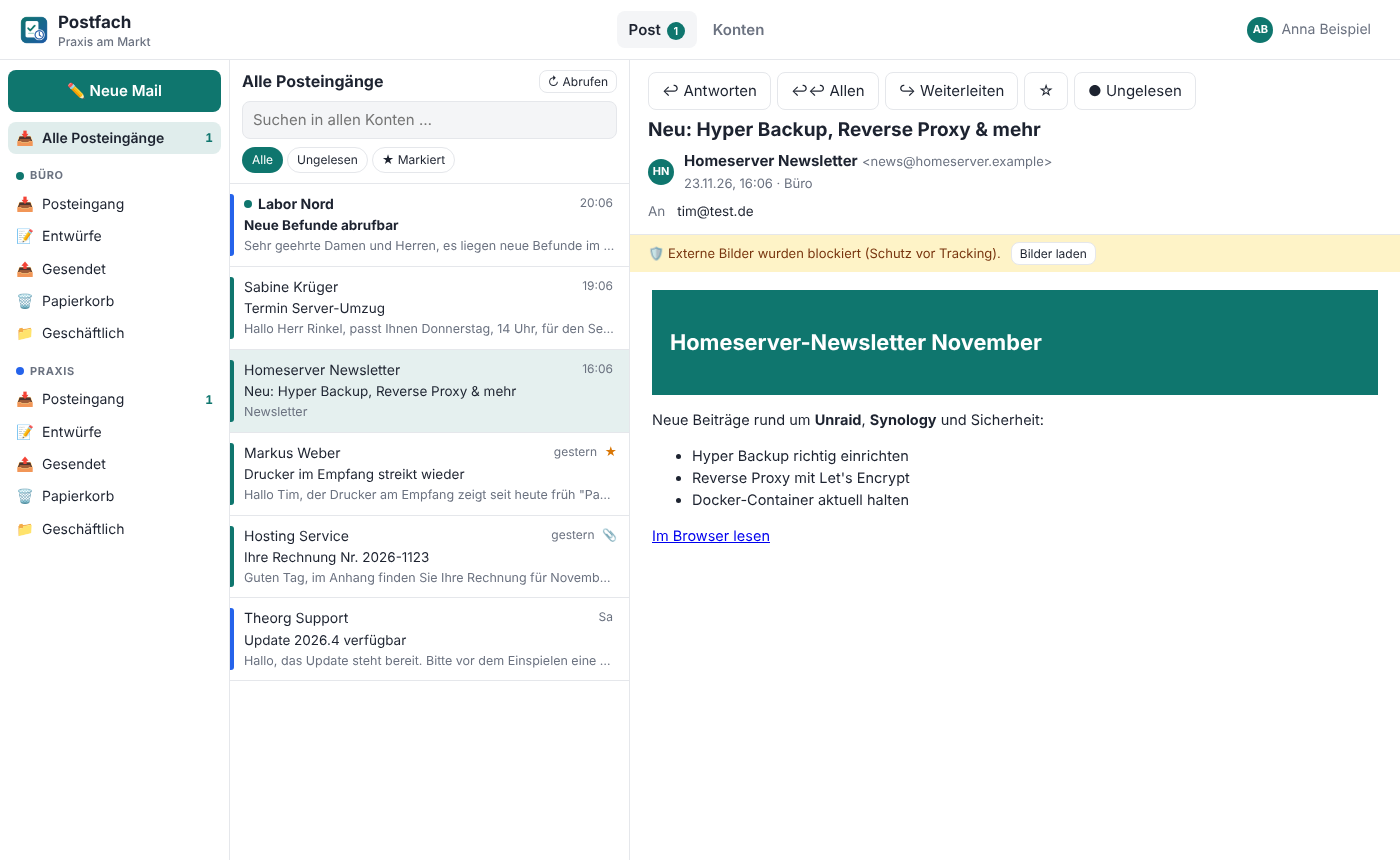 Postfach
Praxis am Markt
Post 1
Konten
AB Anna Beispiel
Neue Mail
Alle Posteingänge 1
BÜRO
Posteingang
Entwürfe
Gesendet
Papierkorb
Geschäftlich
PRAXIS
Posteingang 1
Entwürfe
Gesendet
Papierkorb
Geschäftlich
Alle Posteingänge
↻ Abrufen
Suchen in allen Konten ...
Alle
Ungelesen
★ Markiert
Labor Nord 20:06
Neue Befunde abrufbar
Sehr geehrte Damen und Herren, es liegen neue Befunde im ...
Sabine Krüger 19:06
Termin Server-Umzug
Hallo Herr Rinkel, passt Ihnen Donnerstag, 14 Uhr, für den Se...
Homeserver Newsletter 16:06
Neu: Hyper Backup, Reverse Proxy & mehr
Newsletter
Markus Weber gestern ★
Drucker im Empfang streikt wieder
Hallo Tim, der Drucker am Empfang zeigt seit heute früh "Pa...
Hosting Service gestern
Ihre Rechnung Nr. 2026-1123
Guten Tag, im Anhang finden Sie Ihre Rechnung für Novemb...
Theorg Support Sa
Update 2026.4 verfügbar
Hallo, das Update steht bereit. Bitte vor dem Einspielen eine ...
↩ Antworten
↩↩ Allen
↪ Weiterleiten
☆
● Ungelesen
Neu: Hyper Backup, Reverse Proxy & mehr
HN Homeserver Newsletter <news@homeserver.example>
23.11.26, 16:06 · Büro
An tim@test.de
Externe Bilder wurden blockiert (Schutz vor Tracking). Bilder laden
Homeserver-Newsletter November
Neue Beiträge rund um Unraid, Synology und Sicherheit:
• Hyper Backup richtig einrichten
• Reverse Proxy mit Let's Encrypt
• Docker-Container aktuell halten
Im Browser lesen